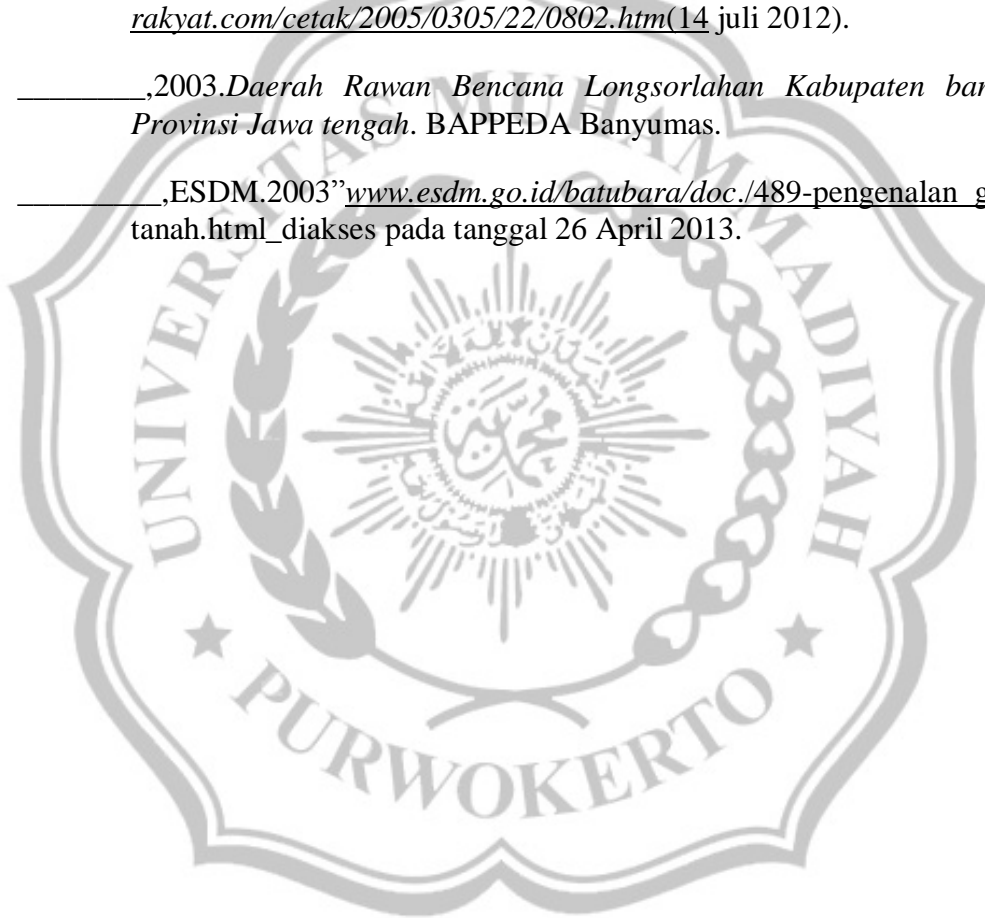 rakyat.com/cetak/2005/0305/22/0802.htm(14 juli 2012).
________,2003.Daerah Rawan Bencana Longsorlahan Kabupaten
Provinsi Jawa tengah. BAPPEDA Banyumas.
_________,ESDM.2003”www.esdm.go.id/batubara/doc./489-pengenalan_g
tanah.html_diakses pada tanggal 26 April 2013.
UNIVERSITAS MUHAMMADIYAH
PURWOKERTO
محمد